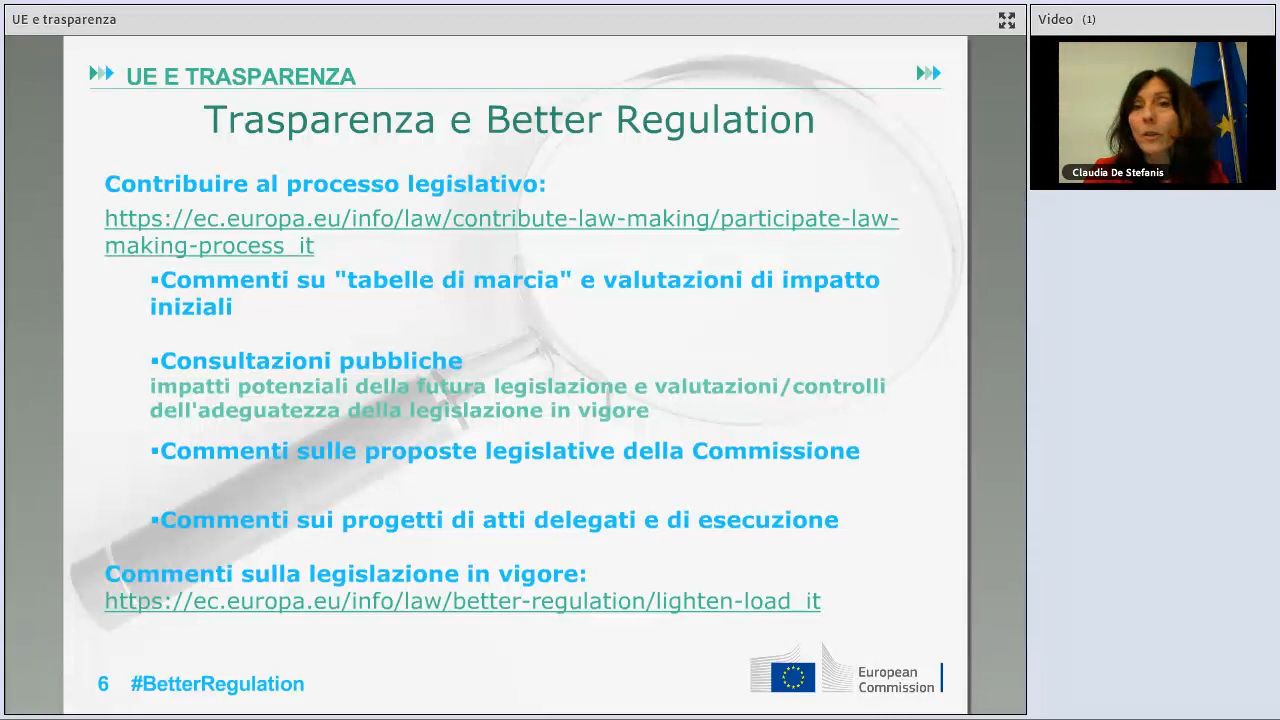 UE e trasparenza
Video (1)
UE E TRASPARENZA
Trasparenza e Better Regulation
Contribuire al processo legislativo:
https://ec.europa.eu/info/law/contribute-law-making/participate-law-
making-process_it
▪Commenti su "tabelle di marcia" e valutazioni di impatto
iniziali
▪Consultazioni pubbliche
impatti potenziali della futura legislazione e valutazioni/controlli
dell'adeguatezza della legislazione in vigore
▪Commenti sulle proposte legislative della Commissione
▪Commenti sui progetti di atti delegati e di esecuzione
Commenti sulla legislazione in vigore:
https://ec.europa.eu/info/law/better-regulation/lighten-load_it
6 #BetterRegulation
European
Commission
Claudia De Stefanis